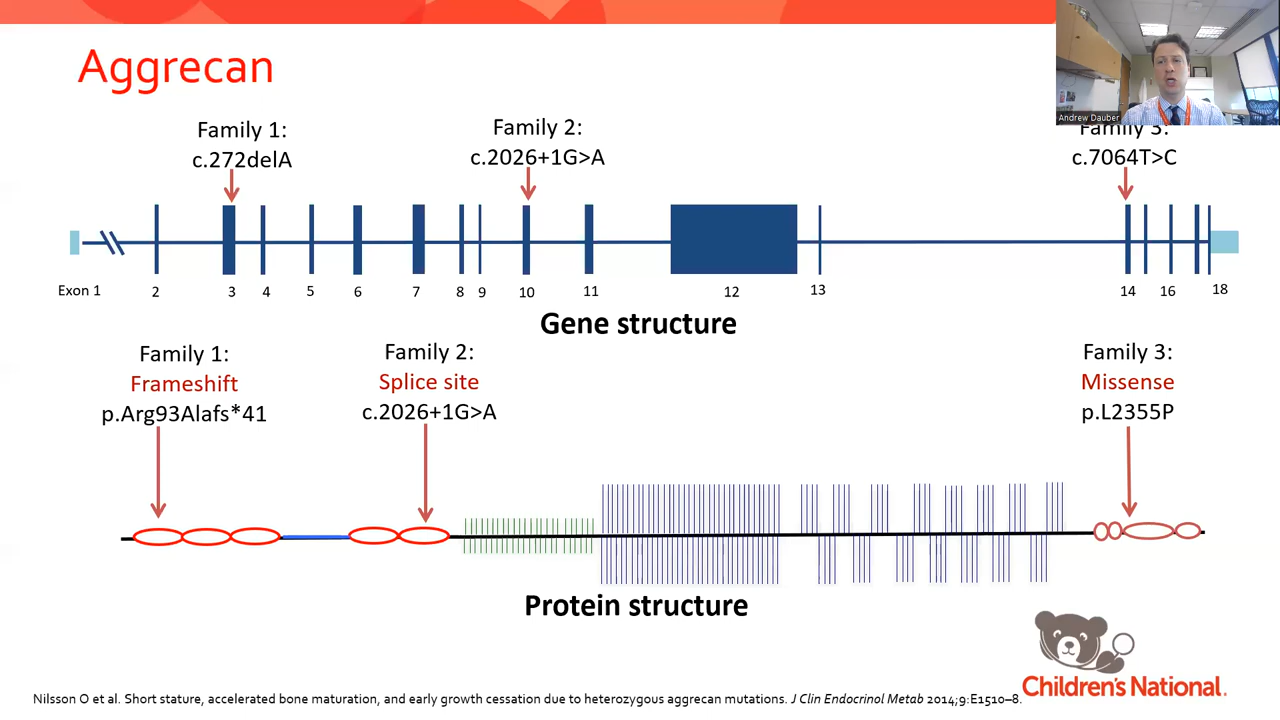 Aggrecan
Andrew Dauber
Family 1:
c.272delA
Family 2:
c.2026+1G>A
Family 3:
c.7064T>C
Exon 1 2 3 4 5 6 7 8 9 10 11 12 13 14 16 18
Gene structure
Family 1:
Frameshift
p.Arg93Alafs*41
Family 2:
Splice site
c.2026+1G>A
Family 3:
Missense
p.L2355P
Protein structure
Children's National.
Nilsson O et al. Short stature, accelerated bone maturation, and early growth cessation due to heterozygous aggrecan mutations. J Clin Endocrinol Metab 2014;9:E1510–8.